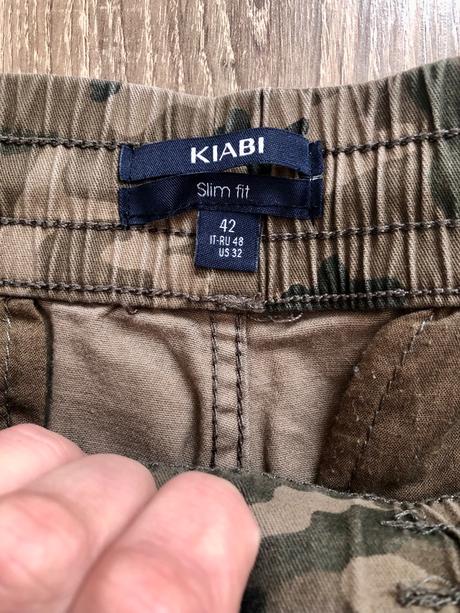 KIABI
Slim fit
42
IT-RU 48
US 32